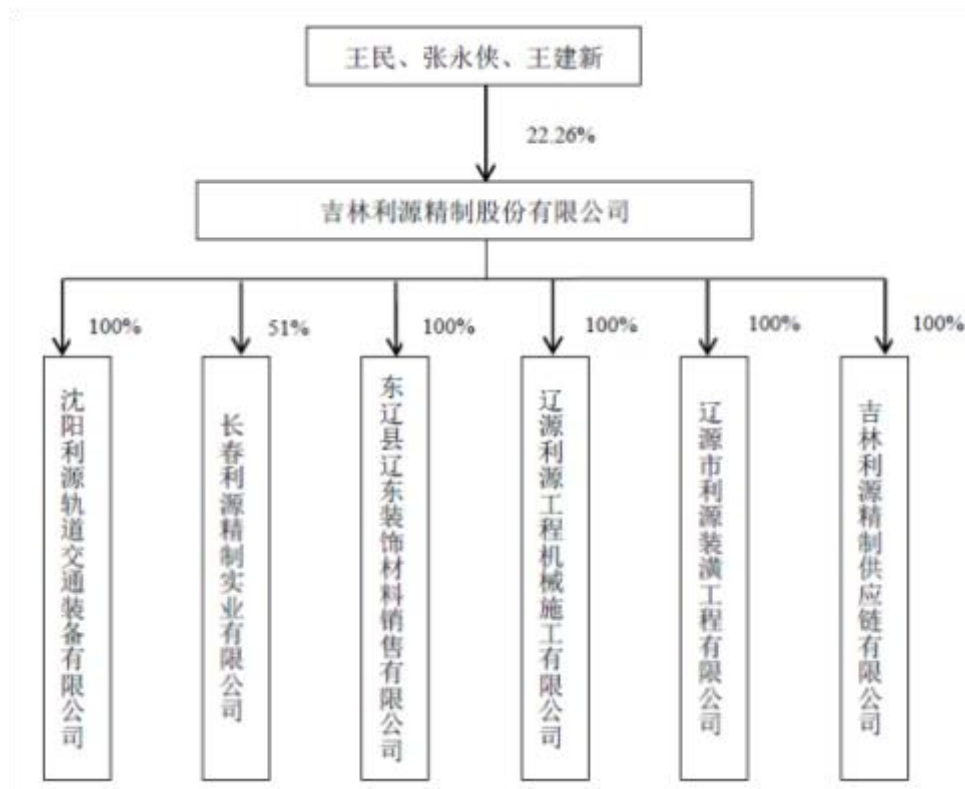 王民、张永侠、王建新
22.26%
吉林利源精制股份有限公司
100%
51%
100%
100%
100%
100%
沈阳利源轨道交通装备有限公司
长春利源精制实业有限公司
东辽县辽东装饰材料销售有限公司
辽源利源工程机械施工有限公司
辽源市利源装潢工程有限公司
吉林利源精制供应链有限公司